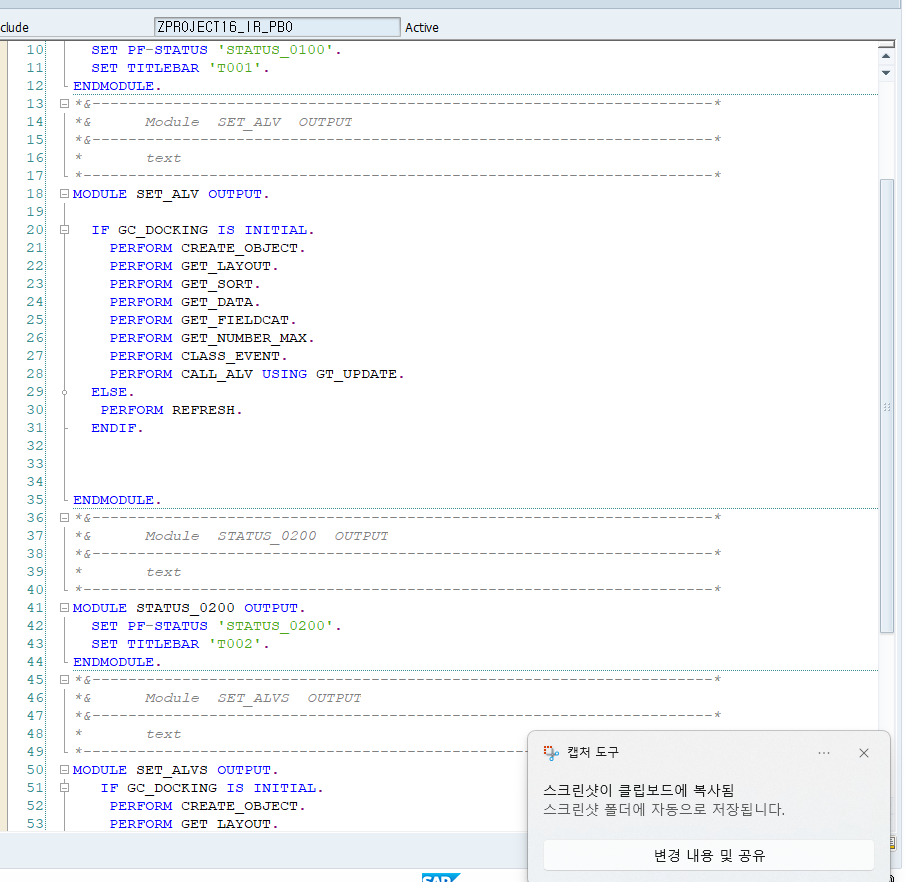 clude ZPROJECT16_IR_PBO Active
10 SET PF-STATUS 'STATUS_0100'.
11 SET TITLEBAR 'T001'.
12 ENDMODULE.
13 *&---------------------------------------------------------------------*
14 *& Module SET_ALV OUTPUT
15 *&---------------------------------------------------------------------*
16 * text
17 *----------------------------------------------------------------------*
18 MODULE SET_ALV OUTPUT.
19
20 IF GC_DOCKING IS INITIAL.
21 PERFORM CREATE_OBJECT.
22 PERFORM GET_LAYOUT.
23 PERFORM GET_SORT.
24 PERFORM GET_DATA.
25 PERFORM GET_FIELDCAT.
26 PERFORM GET_NUMBER_MAX.
27 PERFORM CLASS_EVENT.
28 PERFORM CALL_ALV USING GT_UPDATE.
29 ELSE.
30 PERFORM REFRESH.
31 ENDIF.
32
33
34
35 ENDMODULE.
36 *&---------------------------------------------------------------------*
37 *& Module STATUS_0200 OUTPUT
38 *&---------------------------------------------------------------------*
39 * text
40 *----------------------------------------------------------------------*
41 MODULE STATUS_0200 OUTPUT.
42 SET PF-STATUS 'STATUS_0200'.
43 SET TITLEBAR 'T002'.
44 ENDMODULE.
45 *&---------------------------------------------------------------------*
46 *& Module SET_ALVS OUTPUT
47 *&---------------------------------------------------------------------*
48 * text
49 *--------------------------------------------------
50 MODULE SET_ALVS OUTPUT.
51 IF GC_DOCKING IS INITIAL.
52 PERFORM CREATE_OBJECT.
53 PERFORM GET_LAYOUT.
캡처 도구
스크린샷이 클립보드에 복사됨
스크린샷 폴더에 자동으로 저장됩니다.
변경 내용 및 공유
SAP